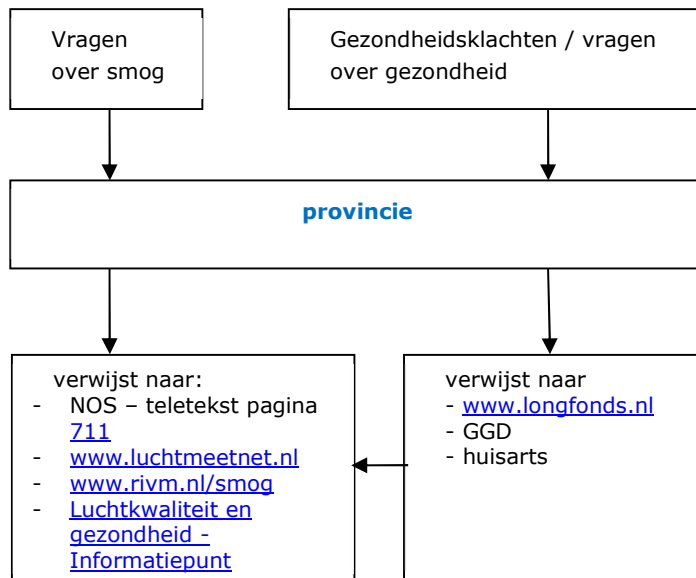 Vragen
over smog
Gezondheidsklachten / vragen
over gezondheid
provincie
verwijst naar:
- NOS – teletekst pagina
711
- www.luchtmeetnet.nl
- www.rivm.nl/smog
- Luchtkwaliteit en
gezondheid -
Informatiepunt
verwijst naar
- www.longfonds.nl
- GGD
- huisarts